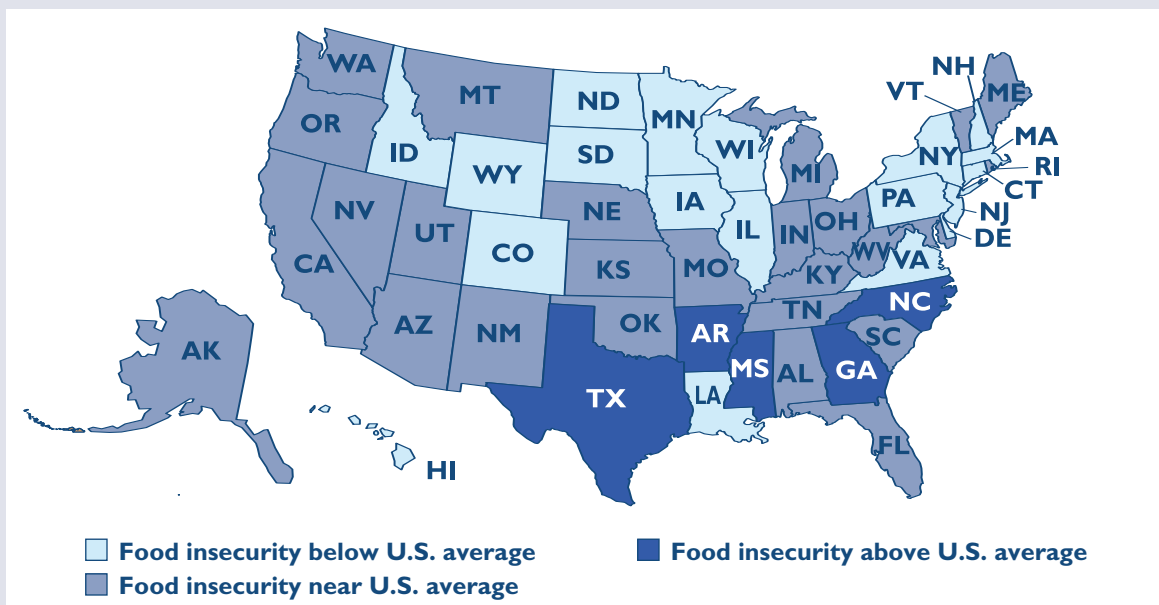 NH
WA
VT
ME
MT
ND
MN
OR
MA
WI
NY
ID
SD
RI
WY
MI
CT
PA
IA
NE
NJ
NV
OH
IL
IN
UT
DE
CO
WV
VA
CA
KS
MO
KY
NC
TN
OK
AZ
NM
AR
SC
AK
MS
AL
GA
TX
LA
FL
HI
Food insecurity below U.S. average
Food insecurity above U.S. average
Food insecurity near U.S. average